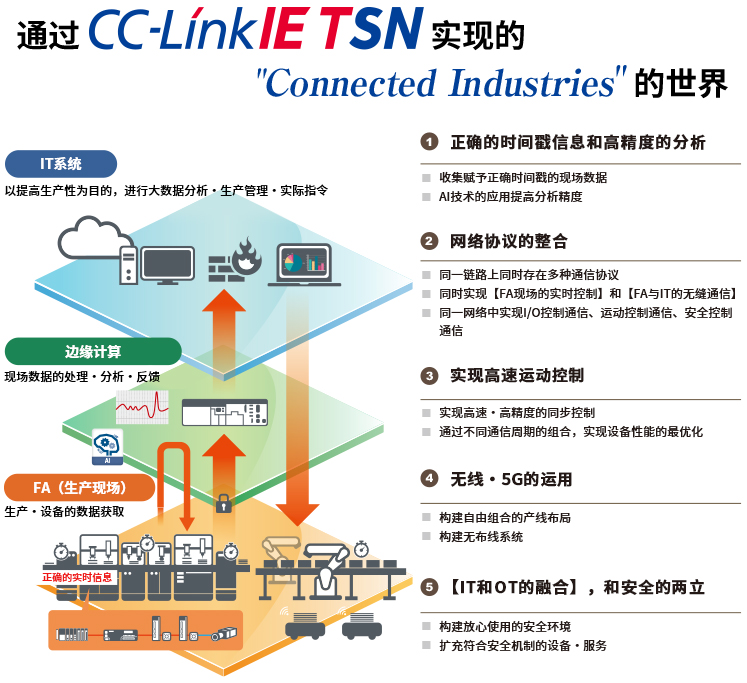 通过 CC-Link IE TSN 实现的
"Connected Industries" 的世界
IT系统
以提高生产性为目的，进行大数据分析・生产管理・实际指令
边缘计算
现场数据的处理・分析・反馈
AI
FA（生产现场）
生产・设备的数据获取
正确的实时信息
1 正确的时间戳信息和高精度的分析
收集赋予正确时间戳的现场数据
AI技术的应用提高分析精度
2 网络协议的整合
同一链路上同时存在多种通信协议
同时实现【FA现场的实时控制】和【FA与IT的无缝通信】
同一网络中实现I/O控制通信、运动控制通信、安全控制
通信
3 实现高速运动控制
实现高速・高精度的同步控制
通过不同通信周期的组合，实现设备性能的最优化
4 无线・5G的运用
构建自由组合的产线布局
构建无布线系统
5 【IT和OT的融合】，和安全的两立
构建放心使用的安全环境
扩充符合安全机制的设备・服务